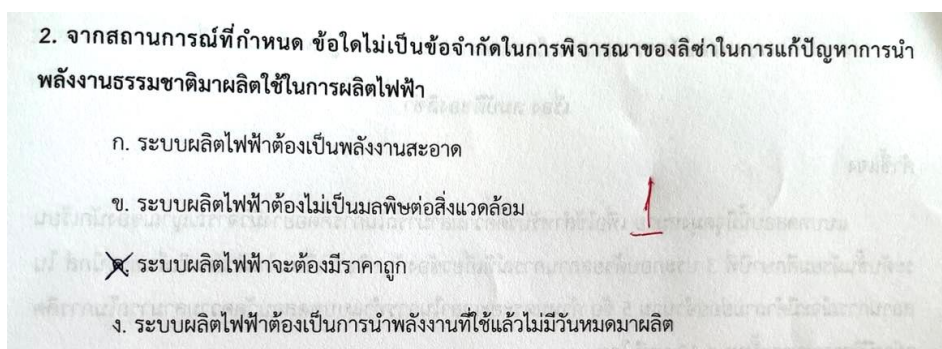 2. จากสถานการณ์ที่กำหนด ข้อใดไม่เป็นข้อจำกัดในการพิจารณาของลิซ่าในการแก้ปัญหาการนำ
พลังงานธรรมชาติมาผลิตใช้ในการผลิตไฟฟ้า
ก. ระบบผลิตไฟฟ้าต้องเป็นพลังงานสะอาด
ข. ระบบผลิตไฟฟ้าต้องไม่เป็นมลพิษต่อสิ่งแวดล้อม
1
ค. ระบบผลิตไฟฟ้าจะต้องมีราคาถูก
ง. ระบบผลิตไฟฟ้าต้องเป็นการนำพลังงานที่ใช้แล้วไม่มีวันหมดมาผลิต